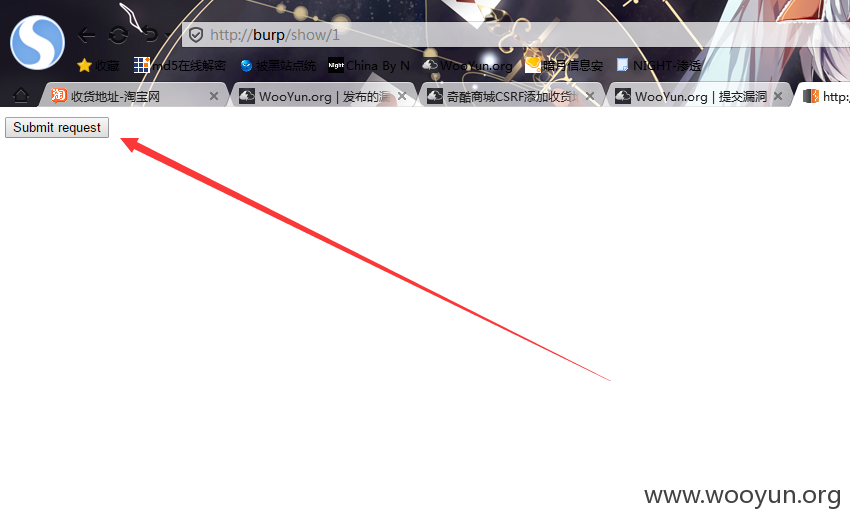 http://burp/show/1
收藏 md5在线解密 被黑站点统 Night China By N WooYun.org 暗月信息安 NIGHT-渗透
淘 收货地址-淘宝网 WooYun.org | 发布的漏 奇酷商城CSRF添加收货 WooYun.org | 提交漏洞 http:
Submit request
www.wooyun.org